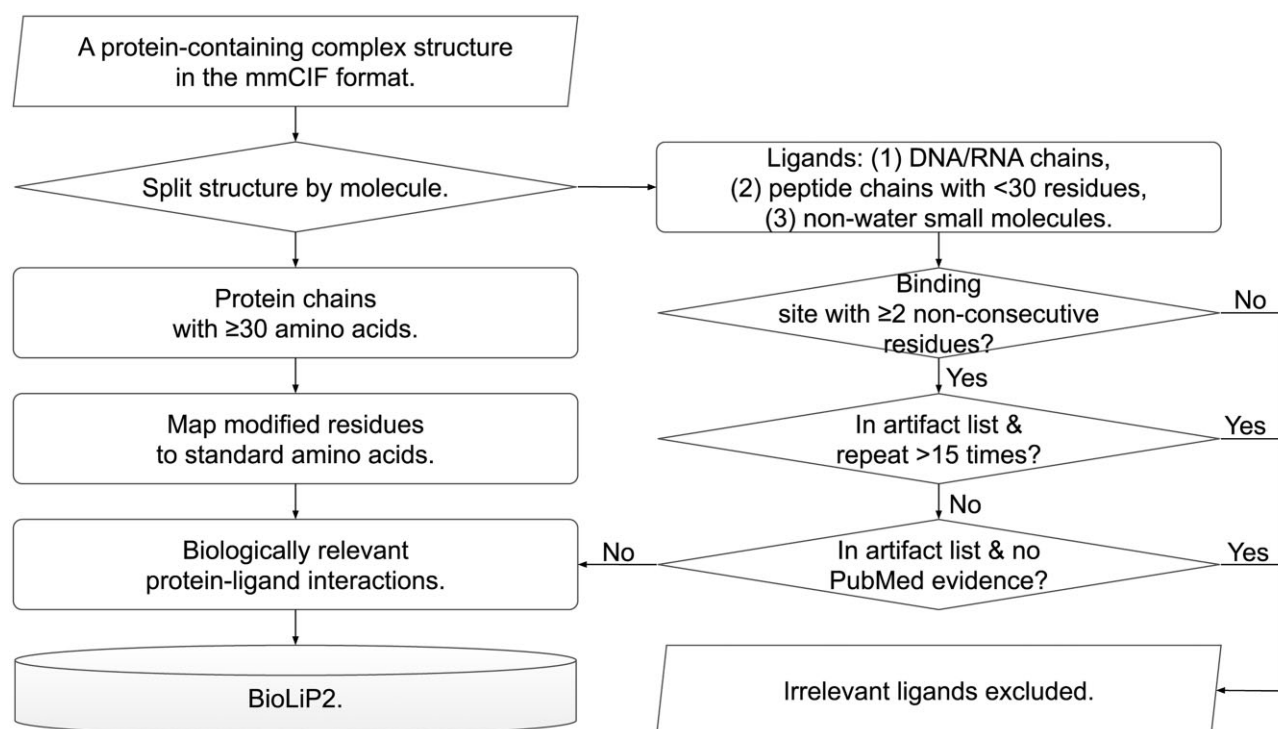 A protein-containing complex structure
in the mmCIF format.
Split structure by molecule.
Ligands: (1) DNA/RNA chains,
(2) peptide chains with <30 residues,
(3) non-water small molecules.
Protein chains
with ≥30 amino acids.
Binding
site with ≥2 non-consecutive
residues?
No
Yes
Map modified residues
to standard amino acids.
In artifact list &
repeat >15 times?
Yes
No
Biologically relevant
protein-ligand interactions.
No
In artifact list & no
PubMed evidence?
Yes
BioLiP2.
Irrelevant ligands excluded.